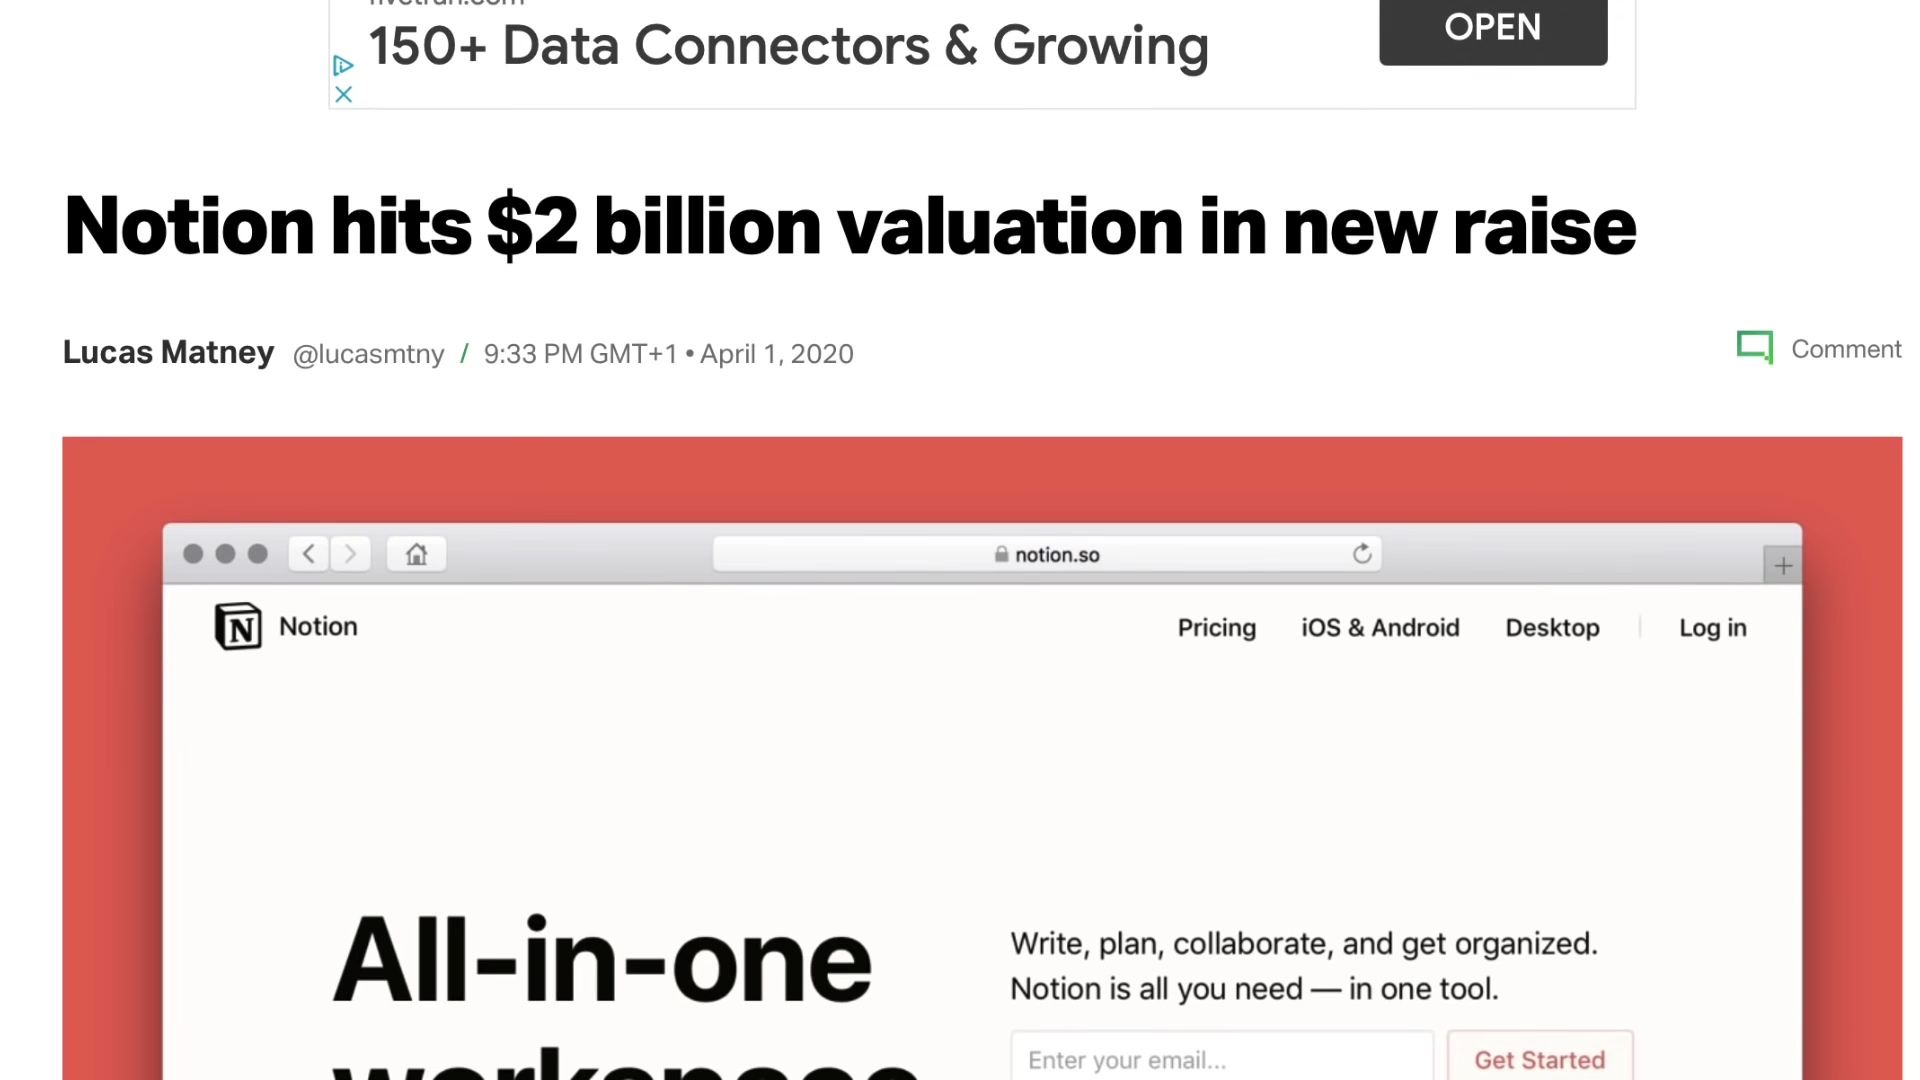 150+ Data Connectors & Growing
OPEN
Notion hits $2 billion valuation in new raise
Lucas Matney @lucasmtny / 9:33 PM GMT+1 • April 1, 2020
Comment
notion.so
N Notion
Pricing iOS & Android Desktop Log in
All-in-one
Write, plan, collaborate, and get organized.
Notion is all you need — in one tool.
Enter your email...
Get Started